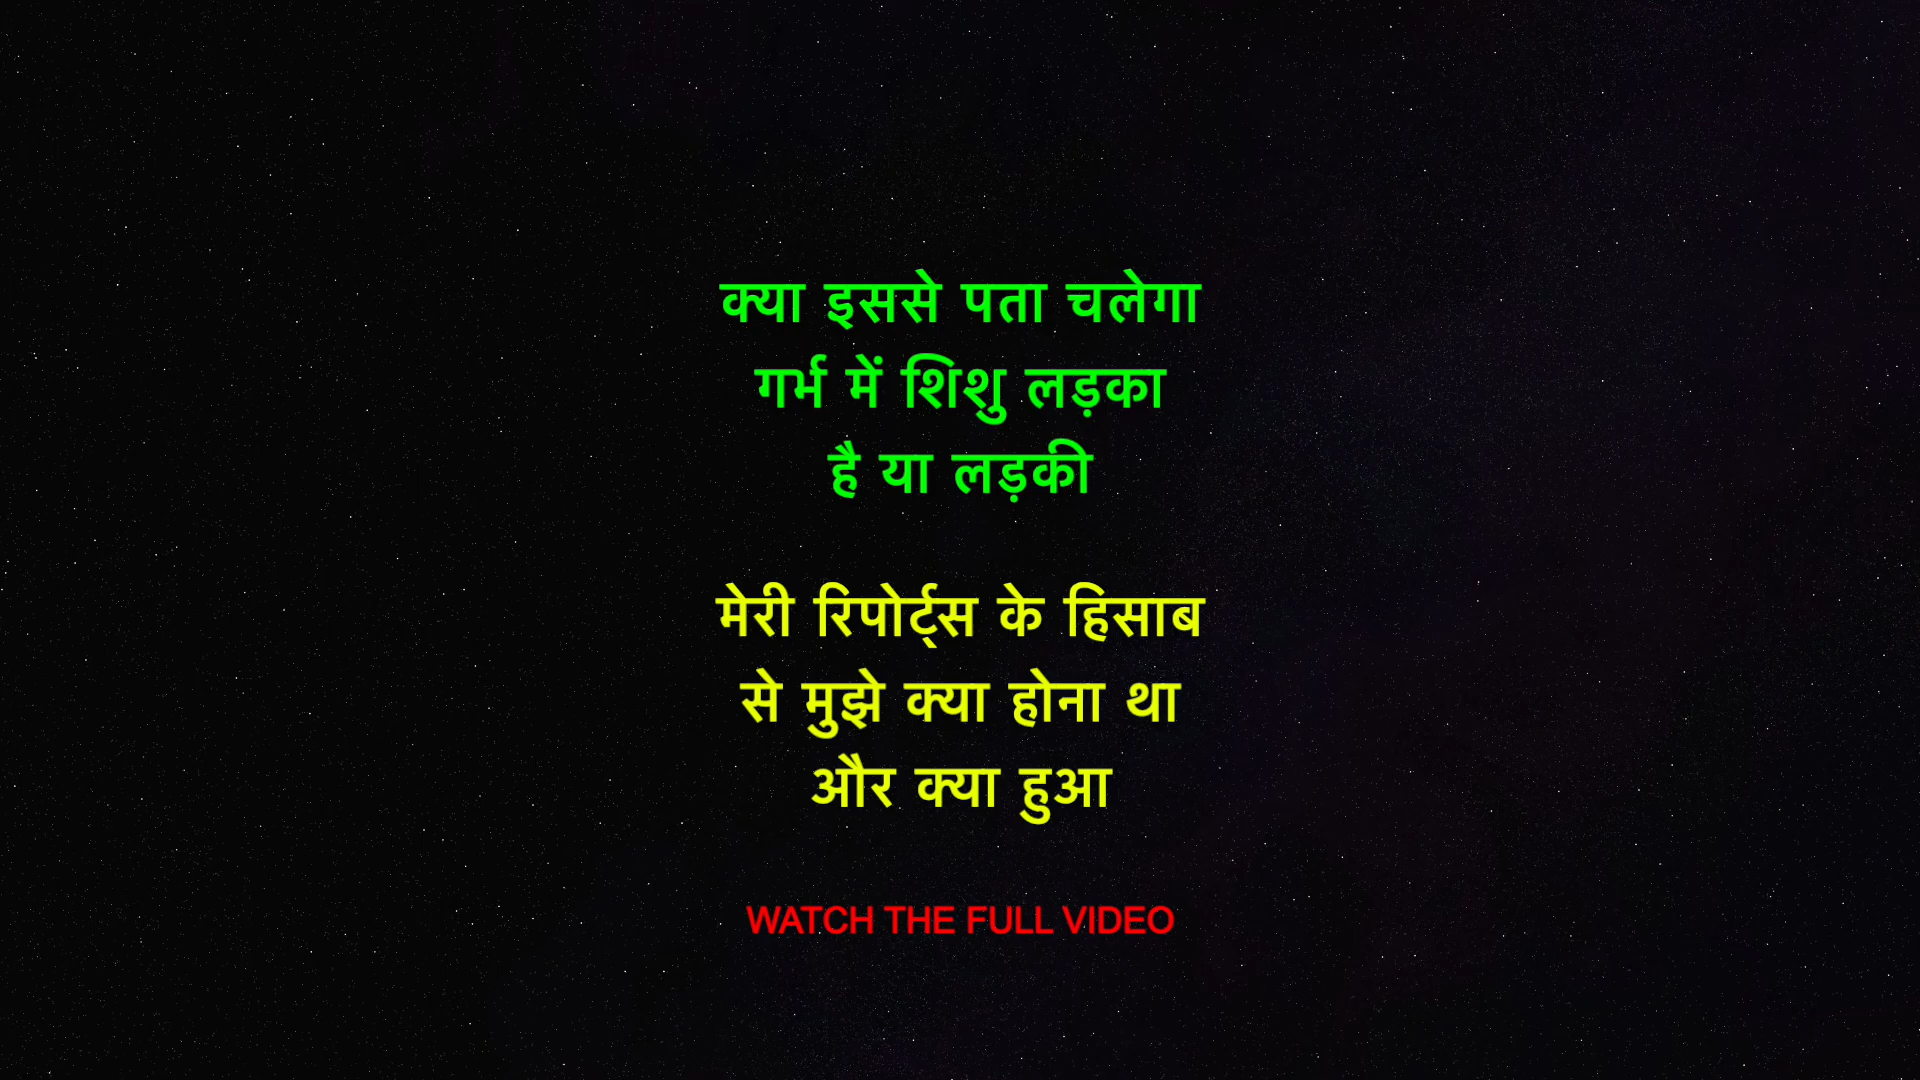 क्या इससे पता चलेगा
गर्भ में शिशु लड़का
है या लड़की
मेरी रिपोर्ट्स के हिसाब
से मुझे क्या होना था
और क्या हुआ
WATCH THE FULL VIDEO